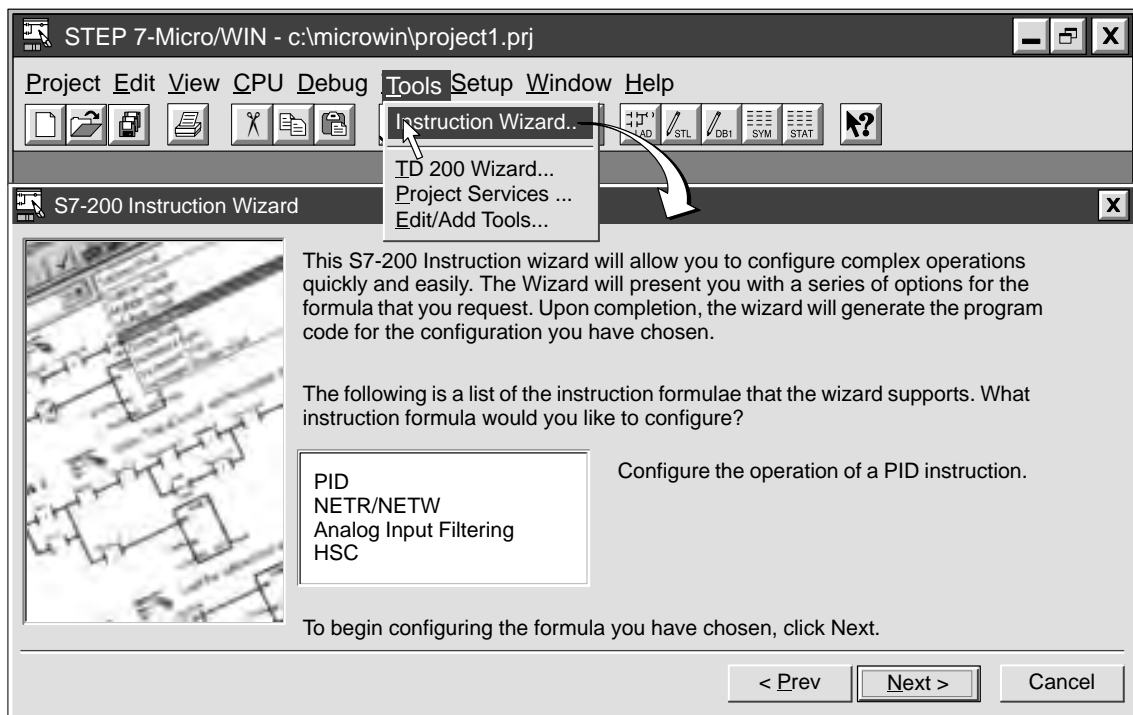 STEP 7-Micro/WIN - c:\microwin\project1.prj
Project Edit View CPU Debug Tools Setup Window Help
LAD STL DB1 SYM STAT
Instruction Wizard..
TD 200 Wizard...
Project Services ...
Edit/Add Tools...
S7-200 Instruction Wizard
This S7-200 Instruction wizard will allow you to configure complex operations
quickly and easily. The Wizard will present you with a series of options for the
formula that you request. Upon completion, the wizard will generate the program
code for the configuration you have chosen.
The following is a list of the instruction formulae that the wizard supports. What
instruction formula would you like to configure?
PID
NETR/NETW
Analog Input Filtering
HSC
Configure the operation of a PID instruction.
To begin configuring the formula you have chosen, click Next.
< Prev Next > Cancel